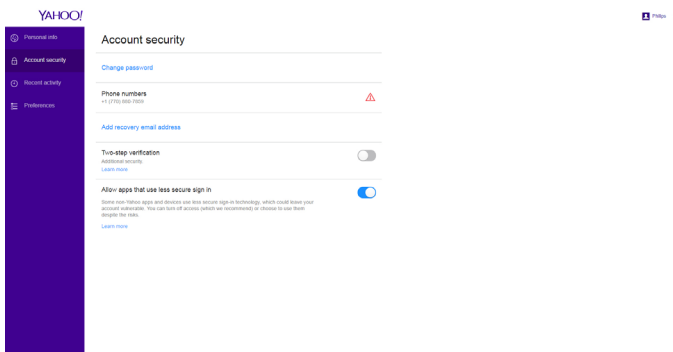 YAHOO!
Philips
Personal info
Account security
Recent activity
Preferences
Account security
Change password
Phone numbers
+1 (770)
Add recovery email address
Two-step verification
Additional security.
Learn more
Allow apps that use less secure sign in
Some non-Yahoo apps and devices use less secure sign-in technology, which could leave your
account vulnerable. You can turn off access (which we recommend) or choose to use them
despite the risks.
Learn more